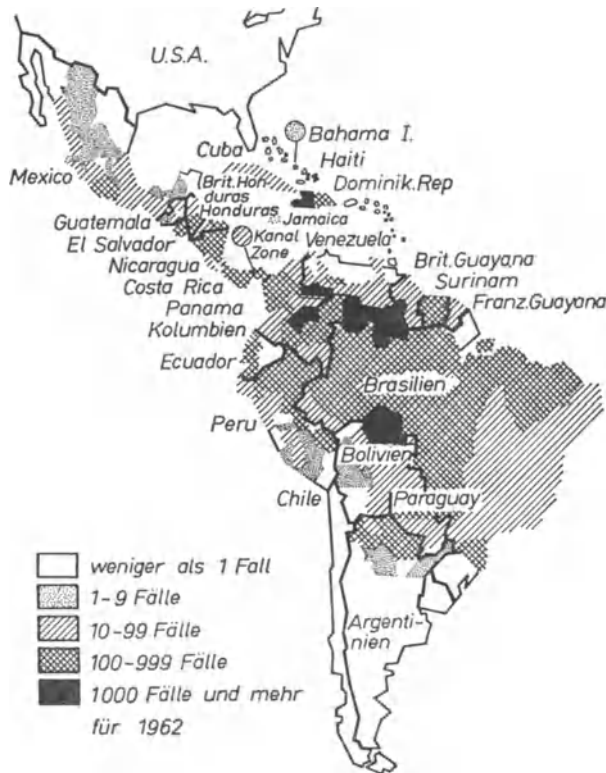 U.S.A.
Bahama I.
Cuba
Haiti
Dominik.Rep
Mexico
Brit.Hon
duras
Honduras
Jamaica
Guatemala
El Salvador
Kanal
Zone
Venezuela
Nicaragua
Costa Rica
Brit.Guayana
Surinam
Franz.Guayana
Panama
Kolumbien
Ecuador
Brasilien
Peru
Bolivien
Chile
Paraguay
Argenti-
nien
weniger als 1 Fall
1-9 Fälle
10-99 Fälle
100-999 Fälle
1000 Fälle und mehr
für 1962